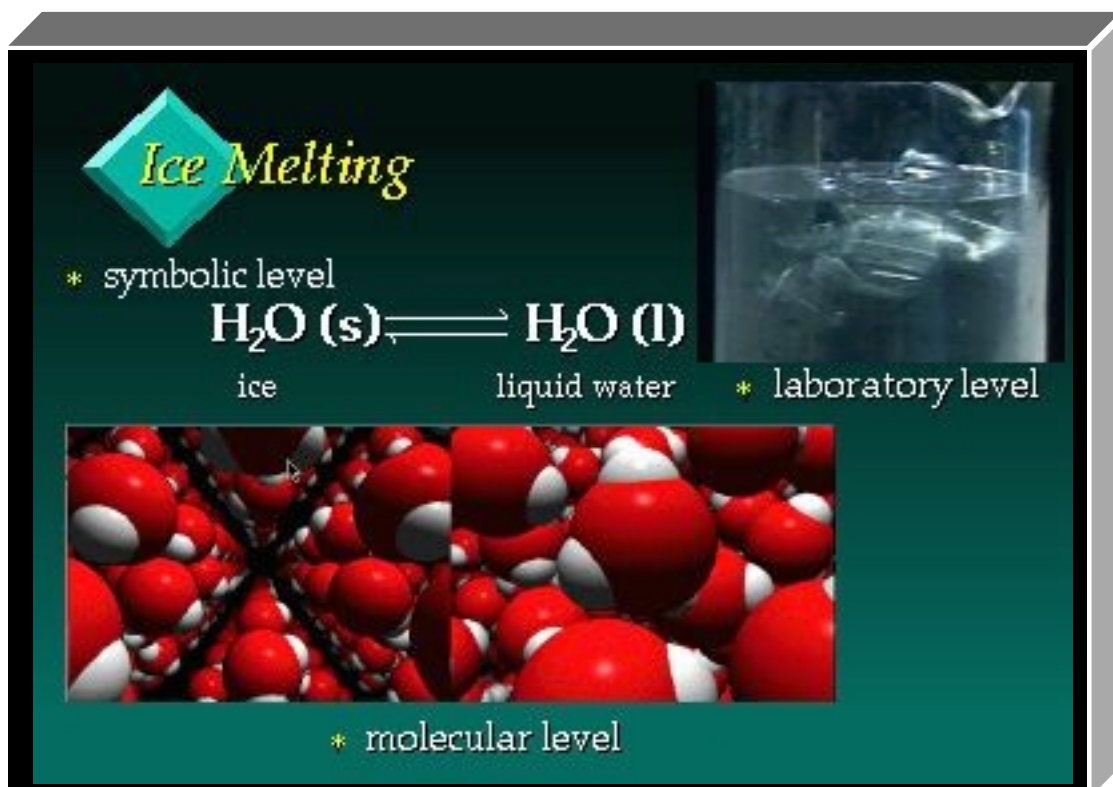 Ice Melting
* symbolic level
H₂O (s) ⇌ H₂O (l)
ice liquid water
* laboratory level
* molecular level